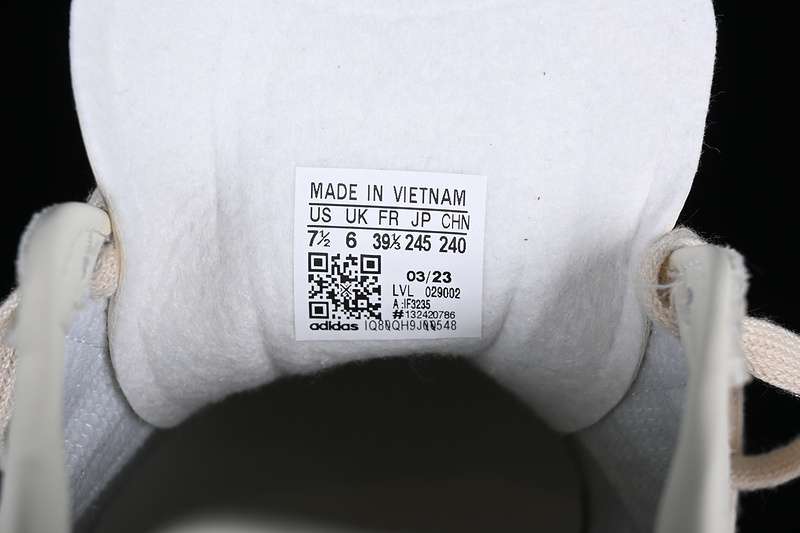 MADE IN VIETNAM
US UK FR JP CHN
7½ 6 39⅓ 245 240
03/23
LVL 029002
A:IF3235
#132420786
adidas